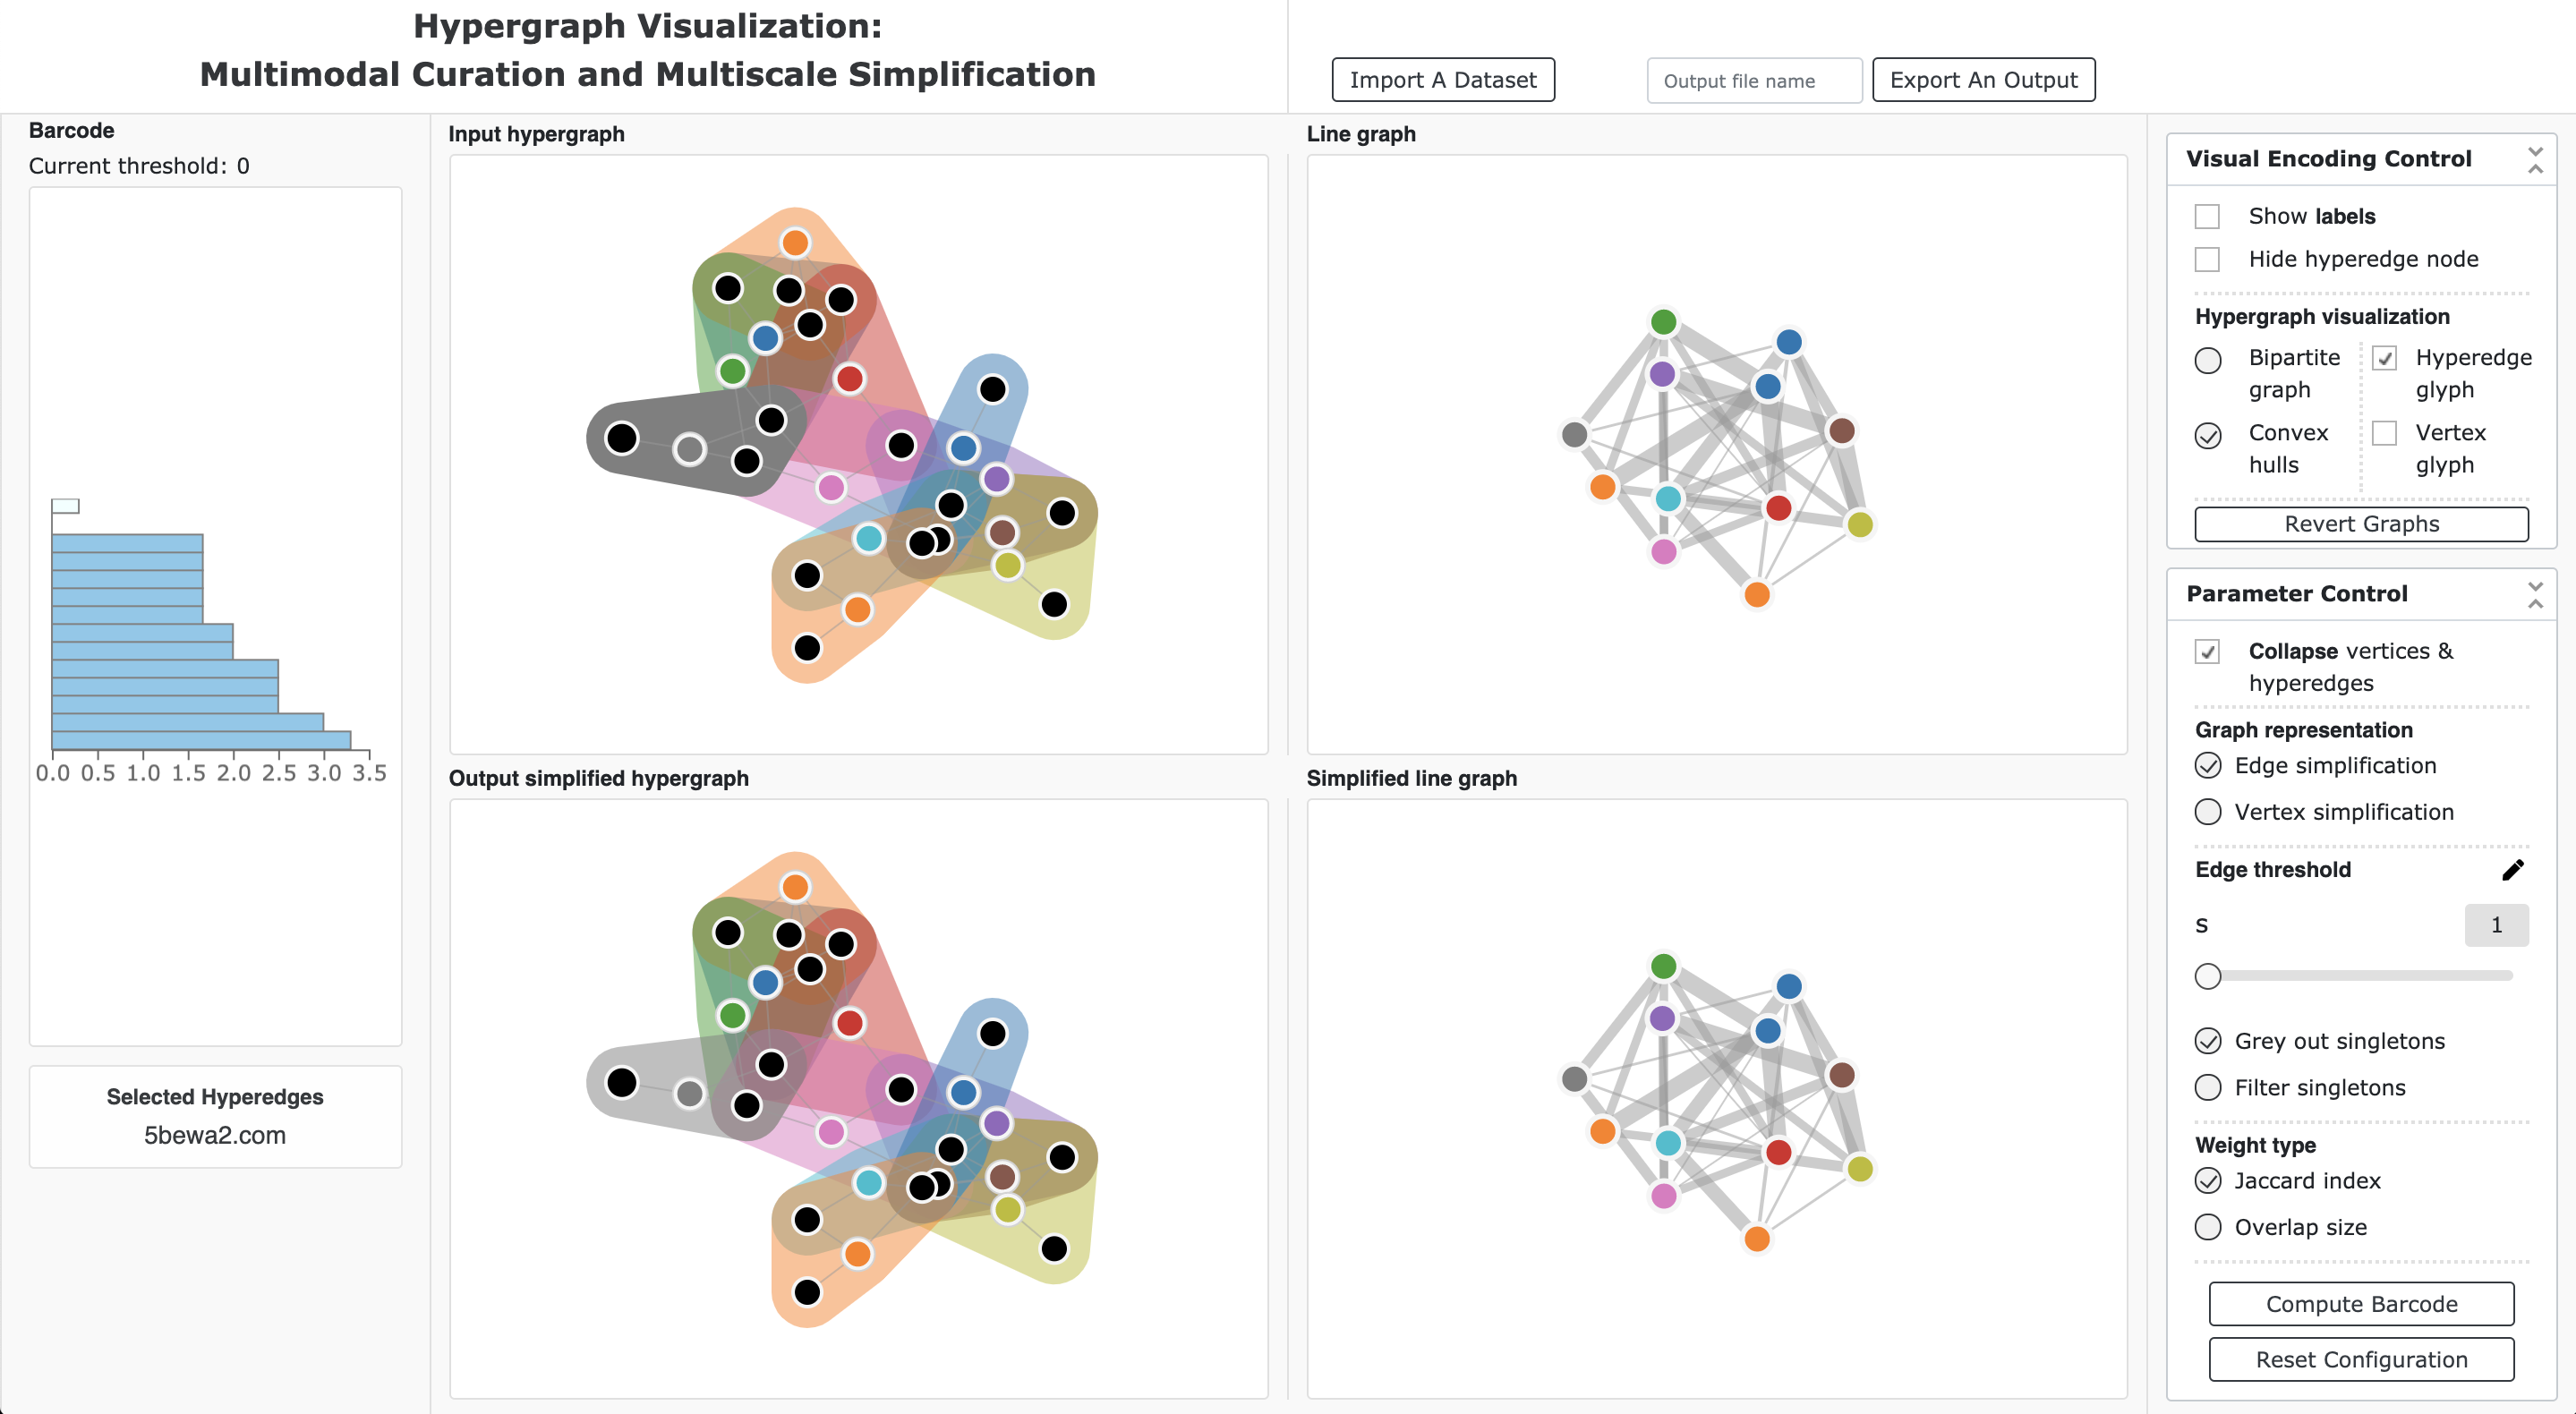 Hypergraph Visualization:
Multimodal Curation and Multiscale Simplification
Import A Dataset
Output file name
Export An Output
Barcode
Current threshold: 0
0.0 0.5 1.0 1.5 2.0 2.5 3.0 3.5
Selected Hyperedges
5bewa2.com
Input hypergraph
Line graph
Output simplified hypergraph
Simplified line graph
Visual Encoding Control
Show labels
Hide hyperedge node
Hypergraph visualization
Bipartite
graph
Hyperedge
glyph
Convex
hulls
Vertex
glyph
Revert Graphs
Parameter Control
Collapse vertices &
hyperedges
Graph representation
Edge simplification
Vertex simplification
Edge threshold
S
1
Grey out singletons
Filter singletons
Weight type
Jaccard index
Overlap size
Compute Barcode
Reset Configuration